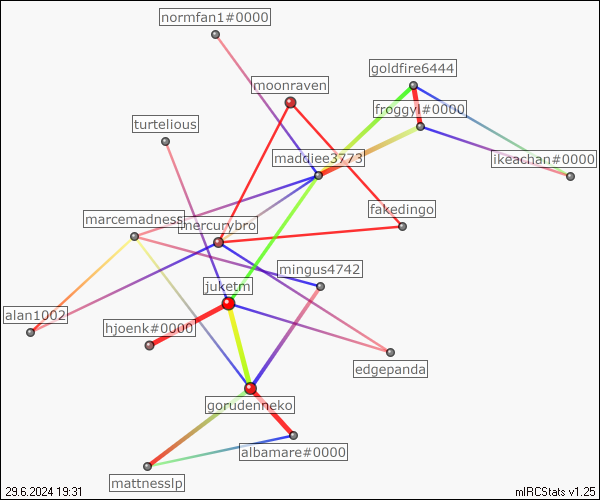 normfan1#0000
goldfire6444
moonraven
froggyl#0000
turtelious
maddiee3773
ikeachan#0000
fakedingo
marcemadness
mercurybro
mingus4742
juketm
alan1002
hjoenk#0000
edgepanda
gorudenneko
albamare#0000
mattnesslp
29.6.2024 19:31
mIRCStats v1.25